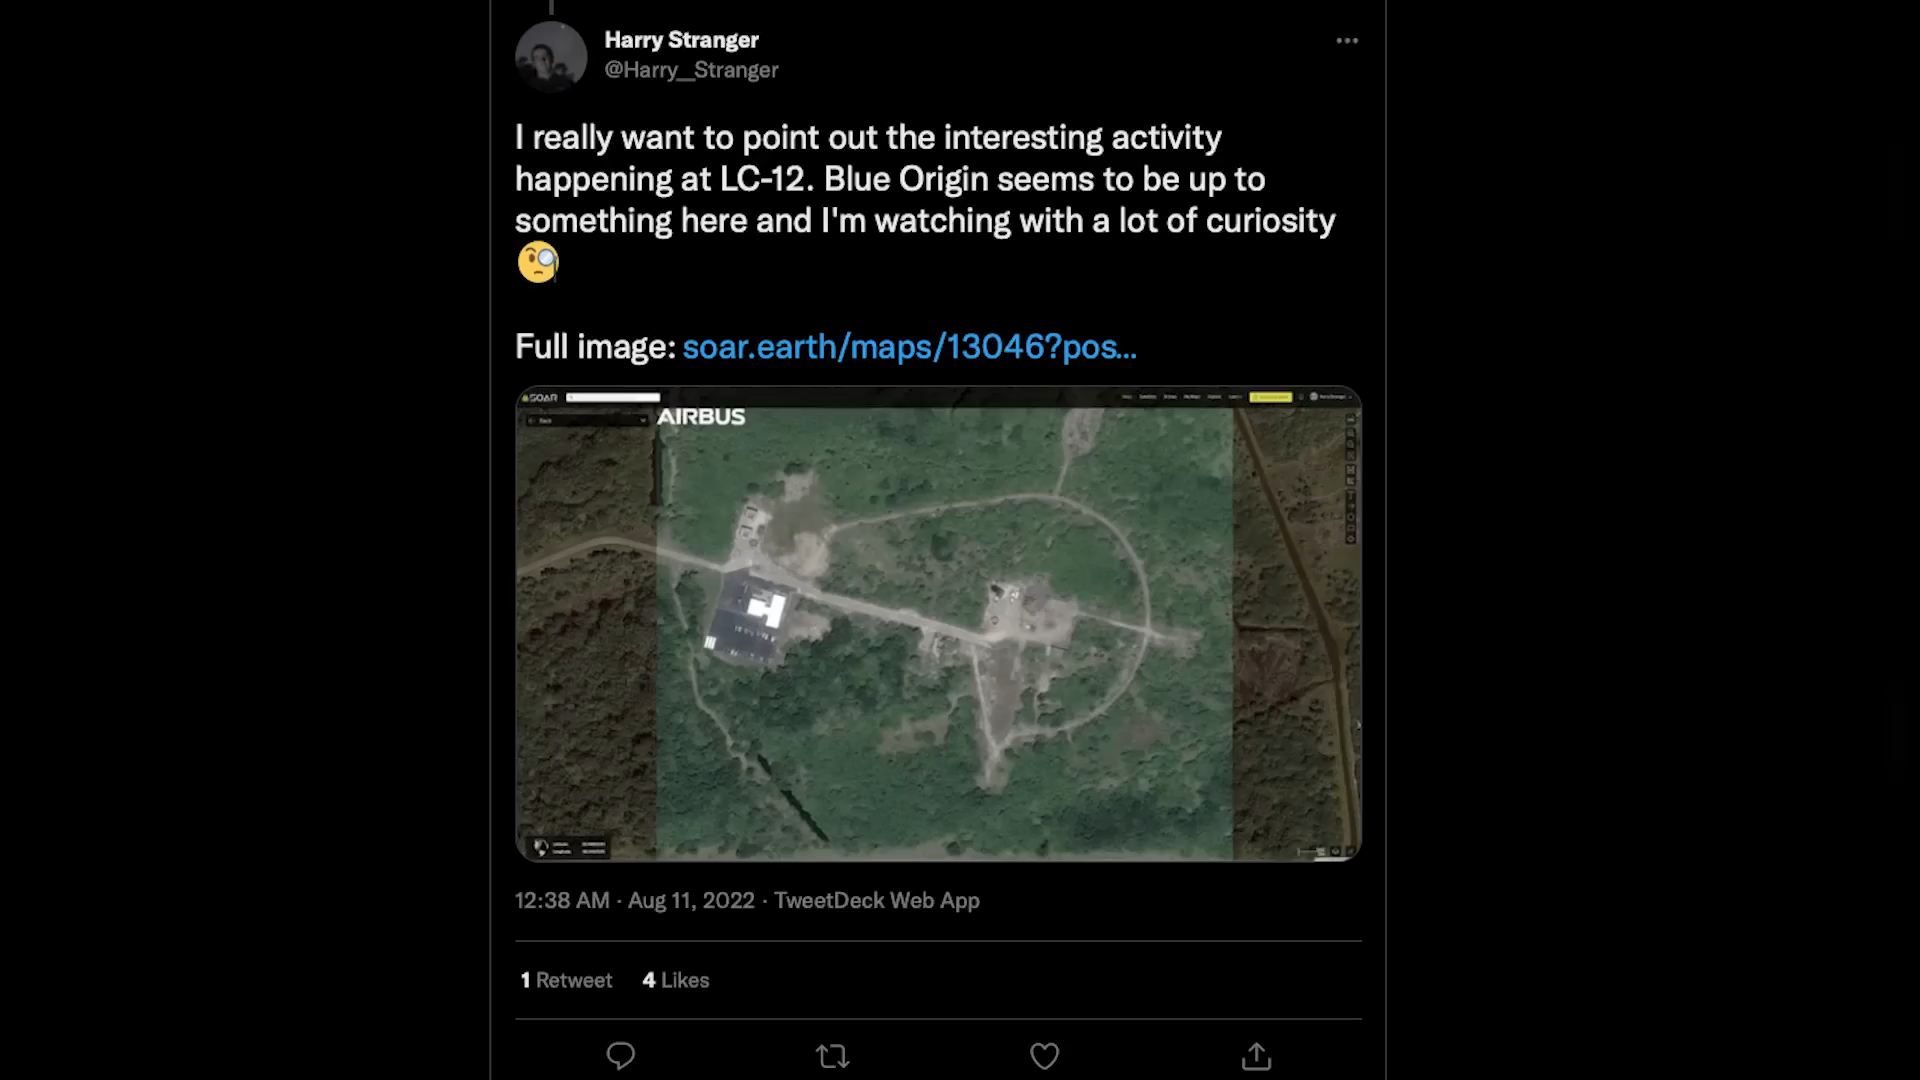 Harry Stranger
@Harry__Stranger
I really want to point out the interesting activity
happening at LC-12. Blue Origin seems to be up to
something here and I'm watching with a lot of curiosity
🧐
Full image: soar.earth/maps/13046?pos...
SOAR
AIRBUS
12:38 AM · Aug 11, 2022 · TweetDeck Web App
1 Retweet 4 Likes